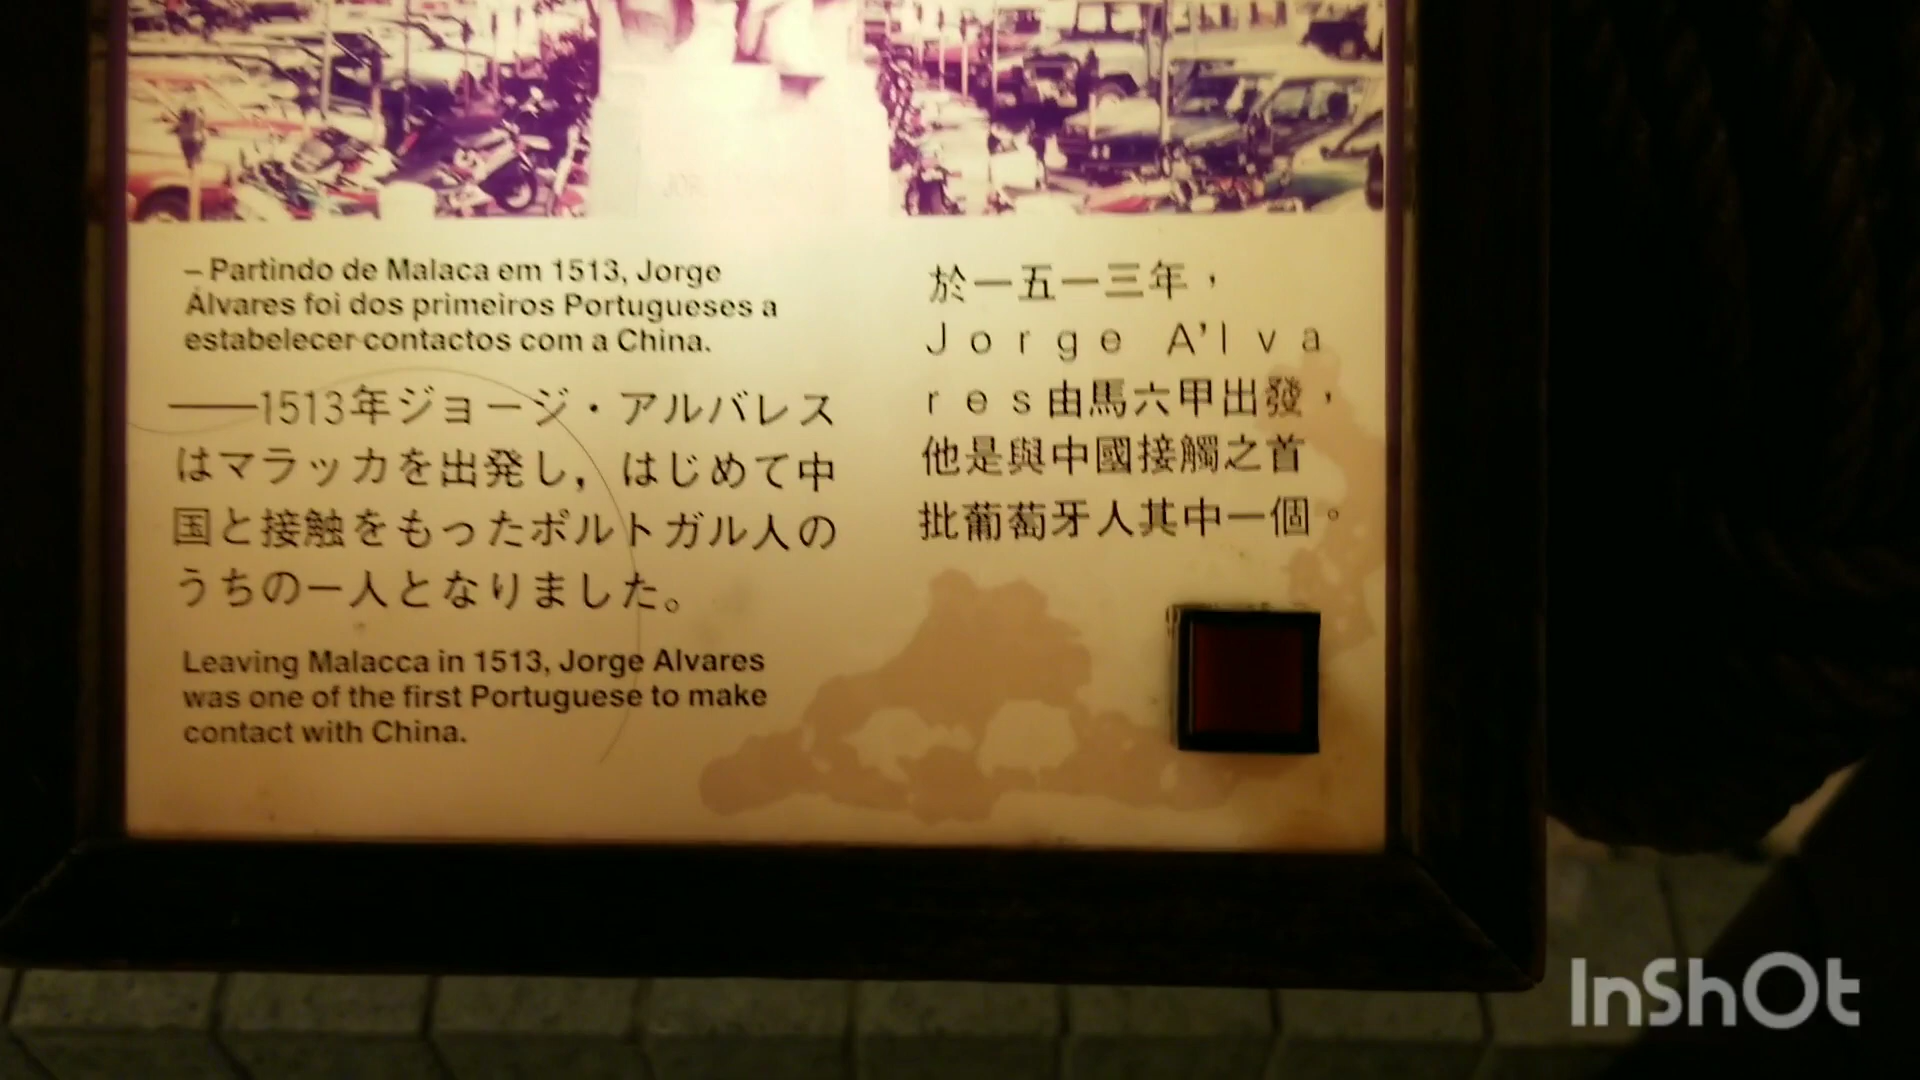 – Partindo de Malaca em 1513, Jorge
Álvares foi dos primeiros Portugueses a
estabelecer contactos com a China.
——1513年ジョージ・アルバレス
はマラッカを出発し，はじめて中
国と接触をもったポルトガル人の
うちの一人となりました。
Leaving Malacca in 1513, Jorge Alvares
was one of the first Portuguese to make
contact with China.
於一五一三年，
Jorge A'lva
res由馬六甲出發，
他是與中國接觸之首
批葡萄牙人其中一個。
InShOt